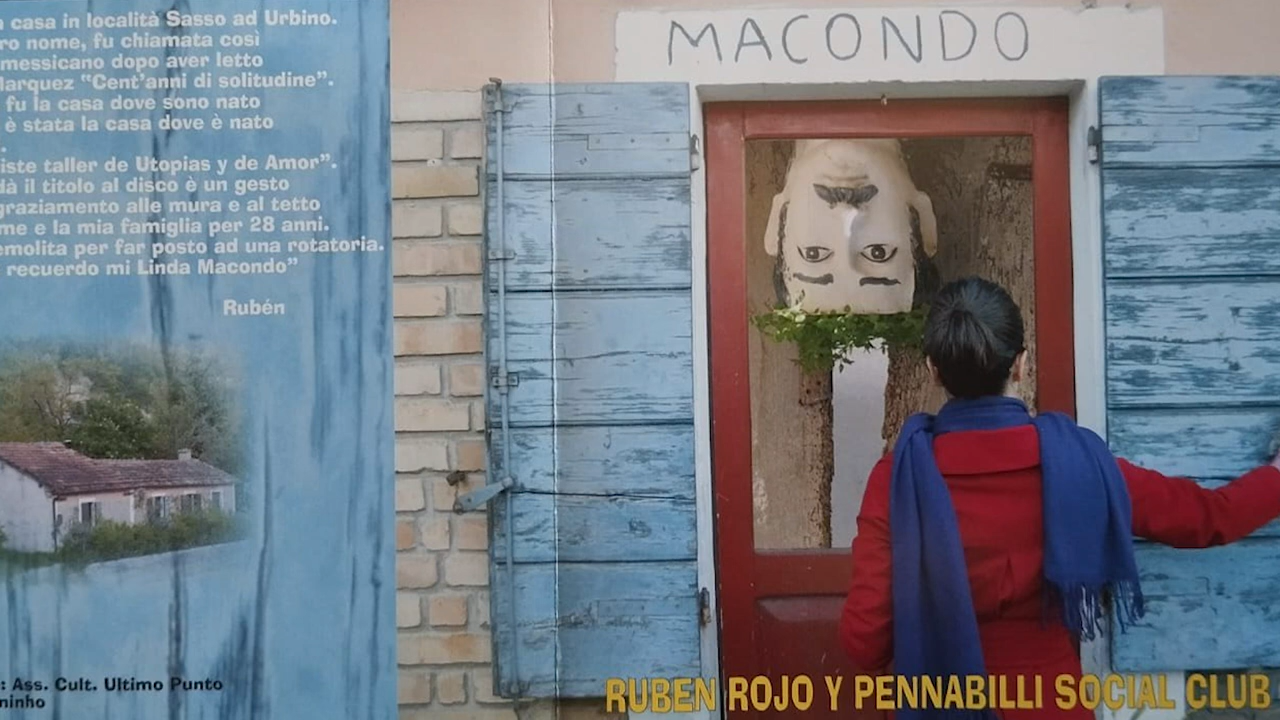 casa in località Sasso ad Urbino.
ro nome, fu chiamata così
messicano dopo aver letto
Marquez “Cent'anni di solitudine”.
fu la casa dove sono nato
è stata la casa dove è nato
.
iste taller de Utopias y de Amor”.
dà il titolo al disco è un gesto
graziamento alle mura e al tetto
me e la mia famiglia per 28 anni.
emolita per far posto ad una rotatoria.
recuerdo mi Linda Macondo”
Rubén
: Ass. Cult. Ultimo Punto
ninho
MACONDO
RUBEN ROJO Y PENNABILLI SOCIAL CLUB